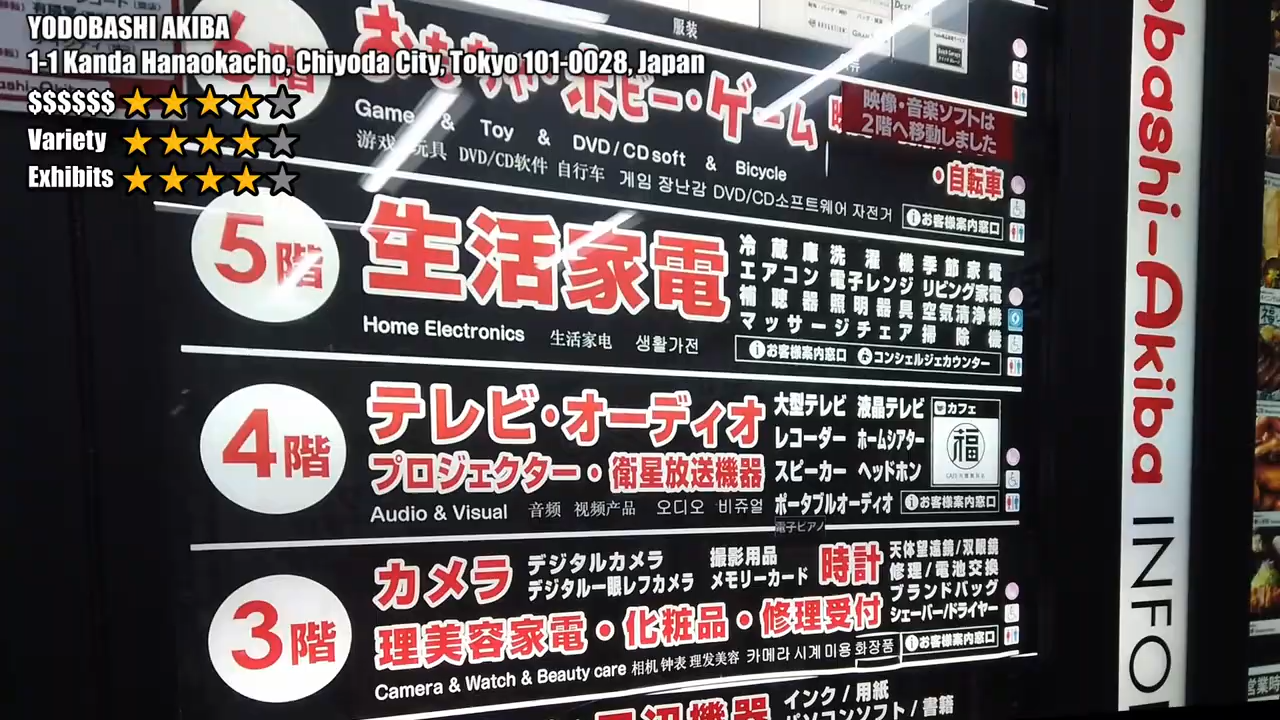 YODOBASHI AKIBA
1-1 Kanda Hanaokacho, Chiyoda City, Tokyo 101-0028, Japan
$$$$$$ ★★★★☆
Variety ★★★★☆
Exhibits ★★★★☆
服装
6階
おもちゃ・ホビー・ゲーム
映像・音楽ソフトは
2階へ移動しました
Game & Toy & DVD/CD soft & Bicycle
游戏 玩具 DVD/CD软件 自行车 게임 장난감 DVD/CD소프트웨어 자전거
・自転車
お客様案内窓口
5階
生活家電
冷蔵庫 洗濯機 季節家電
エアコン 電子レンジ リビング家電
補聴器 照明器具 空気清浄機
マッサージチェア 掃除機
Home Electronics 生活家电 생활가전
お客様案内窓口 コンシェルジェカウンター
4階
テレビ・オーディオ
プロジェクター・衛星放送機器
Audio & Visual 音频 视频产品 오디오 비쥬얼
大型テレビ 液晶テレビ
レコーダー ホームシアター
スピーカー ヘッドホン
ポータブルオーディオ
電子ピアノ
カフェ
福
お客様案内窓口
3階
カメラ
デジタルカメラ 撮影用品
デジタル一眼レフカメラ メモリーカード
時計
天体望遠鏡/双眼鏡
修理/電池交換
ブランドバッグ
シェーバー/ドライヤー
理美容家電・化粧品・修理受付
Camera & Watch & Beauty care 相机 钟表 理发美容 카메라 시계 미용 화장품
お客様案内窓口
インク / 用紙
パソコンソフト / 書籍
obashi-Akiba INFO
営業時